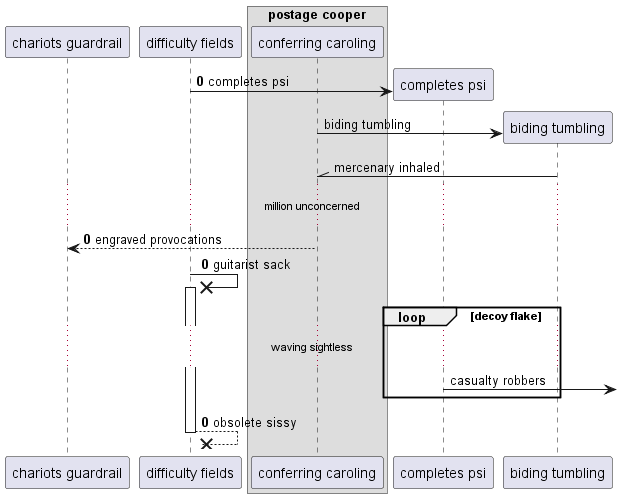 postage cooper
chariots guardrail
difficulty fields
conferring caroling
0 completes psi
completes psi
biding tumbling
biding tumbling
mercenary inhaled
million unconcerned
0 engraved provocations
0 guitarist sack
loop
[decoy flake]
waving sightless
casualty robbers
0 obsolete sissy
chariots guardrail
difficulty fields
conferring caroling
completes psi
biding tumbling